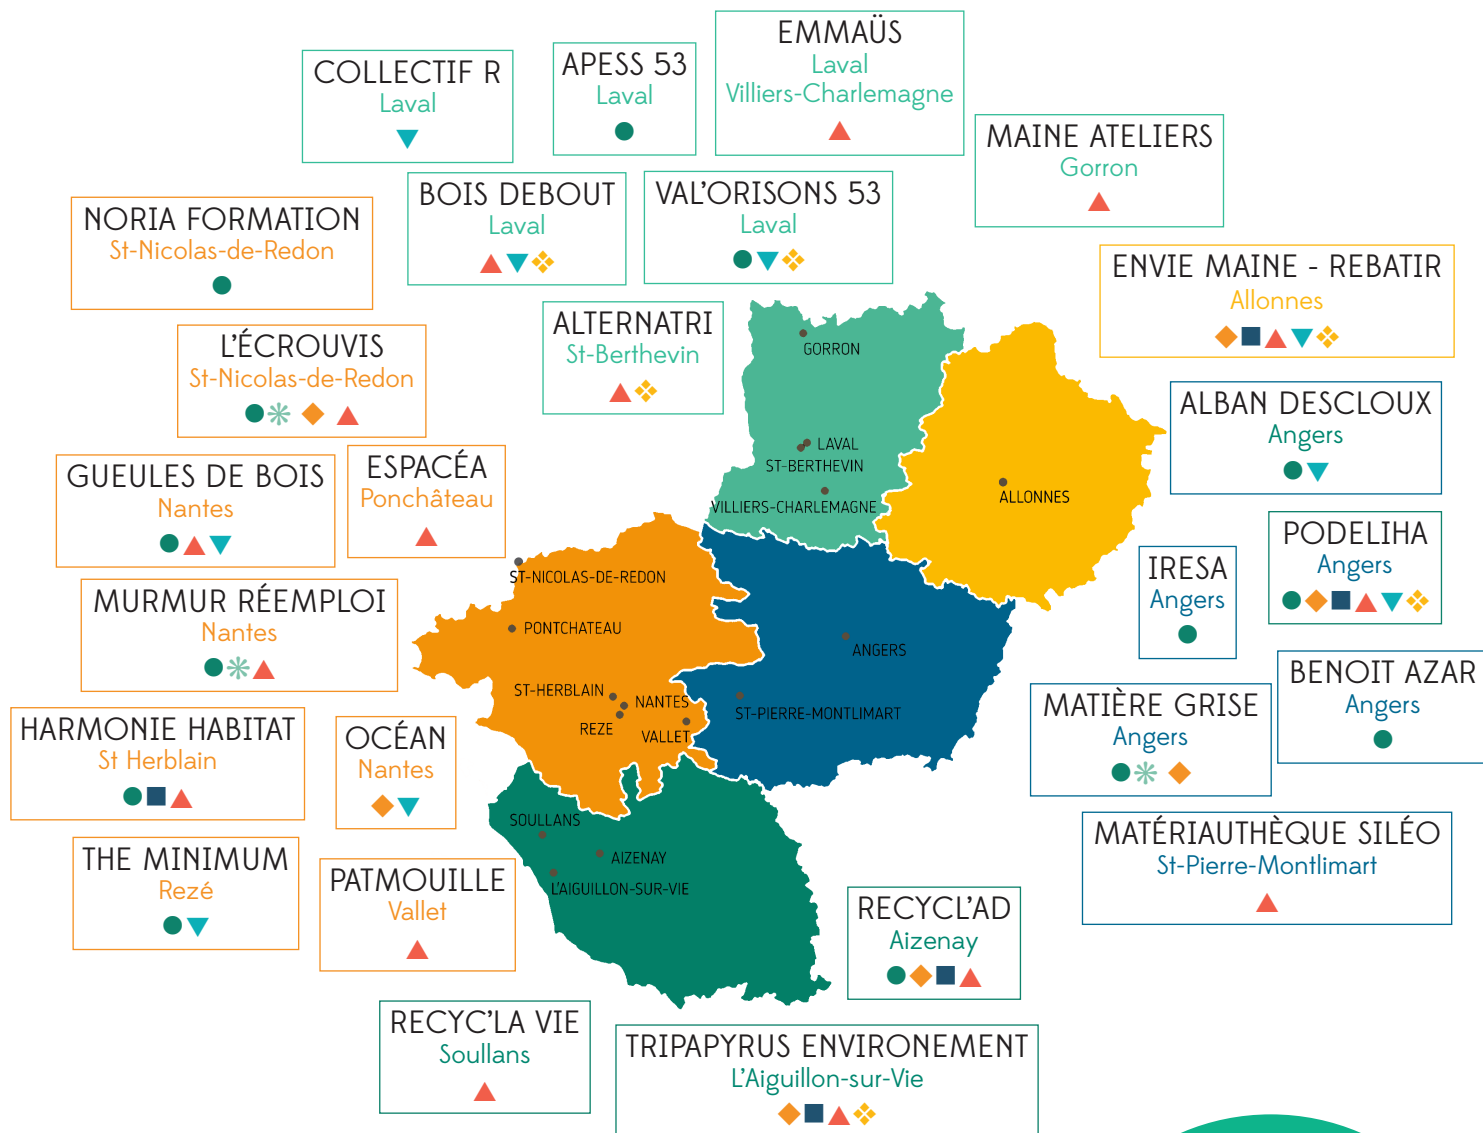 EMMAÜS
Laval
Villiers-Charlemagne
COLLECTIF R
Laval
APESS 53
Laval
MAINE ATELIERS
Gorron
BOIS DEBOUT
Laval
VAL'ORISONS 53
Laval
NORIA FORMATION
St-Nicolas-de-Redon
ENVIE MAINE - REBATIR
Allonnes
ALTERNATRI
St-Berthevin
L'ÉCROUVIS
St-Nicolas-de-Redon
ALBAN DESCLOUX
Angers
GUEULES DE BOIS
Nantes
ESPACÉA
Ponchâteau
PODELIHA
Angers
IRESA
Angers
MURMUR RÉEMPLOI
Nantes
BENOIT AZAR
Angers
MATIÈRE GRISE
Angers
HARMONIE HABITAT
St Herblain
OCÉAN
Nantes
MATÉRIAUTHÈQUE SILÉO
St-Pierre-Montlimart
THE MINIMUM
Rezé
PATMOUILLE
Vallet
RECYCL'AD
Aizenay
RECYC'LA VIE
Soullans
TRIPAPYRUS ENVIRONEMENT
L'Aiguillon-sur-Vie
GORRON
LAVAL
ST-BERTHEVIN
VILLIERS-CHARLEMAGNE
ALLONNES
ST-NICOLAS-DE-REDON
PONTCHATEAU
ANGERS
ST-HERBLAIN
NANTES
REZE
VALLET
ST-PIERRE-MONTLIMART
SOULLANS
AIZENAY
L'AIGUILLON-SUR-VIE